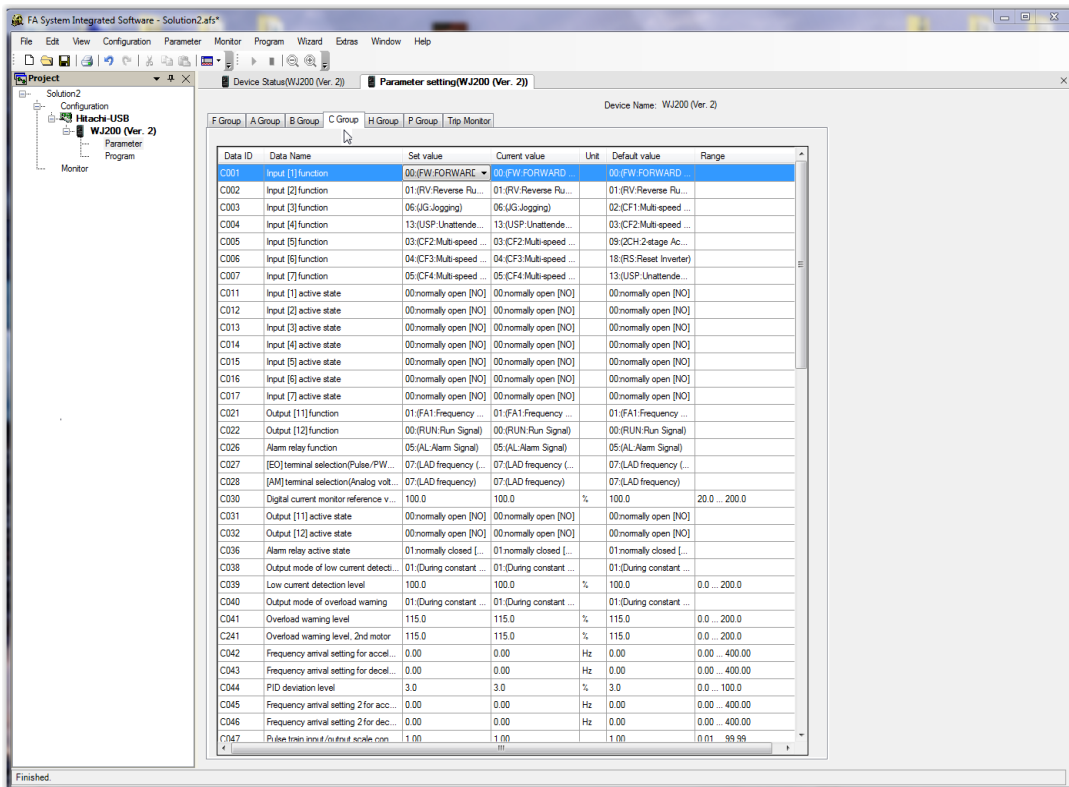 FA System Integrated Software - Solution2.afs*
File Edit View Configuration Parameter Monitor Program Wizard Extras Window Help
Project
Solution2
Configuration
Hitachi-USB
WJ200 (Ver. 2)
Parameter
Program
Monitor
Device Status(WJ200 (Ver. 2)) Parameter setting(WJ200 (Ver. 2))
Device Name: WJ200 (Ver. 2)
F Group A Group B Group C Group H Group P Group Trip Monitor
Data ID Data Name Set value Current value Unit Default value Range
C001 Input [1] function 00:(FW:FORWARD 00:(FW:FORWARD ... 00:(FW:FORWARD ...
C002 Input [2] function 01:(RV:Reverse Ru... 01:(RV:Reverse Ru... 01:(RV:Reverse Ru...
C003 Input [3] function 06:(JG:Jogging) 06:(JG:Jogging) 02:(CF1:Multi-speed ...
C004 Input [4] function 13:(USP:Unattende... 13:(USP:Unattende... 03:(CF2:Multi-speed ...
C005 Input [5] function 03:(CF2:Multi-speed ... 03:(CF2:Multi-speed ... 09:(2CH:2-stage Ac...
C006 Input [6] function 04:(CF3:Multi-speed ... 04:(CF3:Multi-speed ... 18:(RS:Reset Inverter)
C007 Input [7] function 05:(CF4:Multi-speed ... 05:(CF4:Multi-speed ... 13:(USP:Unattende...
C011 Input [1] active state 00:normally open [NO] 00:normally open [NO] 00:normally open [NO]
C012 Input [2] active state 00:normally open [NO] 00:normally open [NO] 00:normally open [NO]
C013 Input [3] active state 00:normally open [NO] 00:normally open [NO] 00:normally open [NO]
C014 Input [4] active state 00:normally open [NO] 00:normally open [NO] 00:normally open [NO]
C015 Input [5] active state 00:normally open [NO] 00:normally open [NO] 00:normally open [NO]
C016 Input [6] active state 00:normally open [NO] 00:normally open [NO] 00:normally open [NO]
C017 Input [7] active state 00:normally open [NO] 00:normally open [NO] 00:normally open [NO]
C021 Output [11] function 01:(FA1:Frequency ... 01:(FA1:Frequency ... 01:(FA1:Frequency ...
C022 Output [12] function 00:(RUN:Run Signal) 00:(RUN:Run Signal) 00:(RUN:Run Signal)
C026 Alarm relay function 05:(AL:Alarm Signal) 05:(AL:Alarm Signal) 05:(AL:Alarm Signal)
C027 [EO] terminal selection(Pulse/PW... 07:(LAD frequency (... 07:(LAD frequency (... 07:(LAD frequency (...
C028 [AM] terminal selection(Analog volt... 07:(LAD frequency) 07:(LAD frequency) 07:(LAD frequency)
C030 Digital current monitor reference v... 100.0 100.0 % 100.0 20.0 ... 200.0
C031 Output [11] active state 00:normally open [NO] 00:normally open [NO] 00:normally open [NO]
C032 Output [12] active state 00:normally open [NO] 00:normally open [NO] 00:normally open [NO]
C036 Alarm relay active state 01:normally closed [... 01:normally closed [... 01:normally closed [...
C038 Output mode of low current detecti... 01:(During constant ... 01:(During constant ... 01:(During constant ...
C039 Low current detection level 100.0 100.0 % 100.0 0.0 ... 200.0
C040 Output mode of overload warning 01:(During constant ... 01:(During constant ... 01:(During constant ...
C041 Overload warning level 115.0 115.0 % 115.0 0.0 ... 200.0
C241 Overload warning level, 2nd motor 115.0 115.0 % 115.0 0.0 ... 200.0
C042 Frequency arrival setting for accel... 0.00 0.00 Hz 0.00 0.00 ... 400.00
C043 Frequency arrival setting for decel... 0.00 0.00 Hz 0.00 0.00 ... 400.00
C044 PID deviation level 3.0 3.0 % 3.0 0.0 ... 100.0
C045 Frequency arrival setting 2 for acc... 0.00 0.00 Hz 0.00 0.00 ... 400.00
C046 Frequency arrival setting 2 for dec... 0.00 0.00 Hz 0.00 0.00 ... 400.00
C047 Pulse train input/output scale con... 1.00 1.00 1.00 0.01 ... 99.99
Finished.